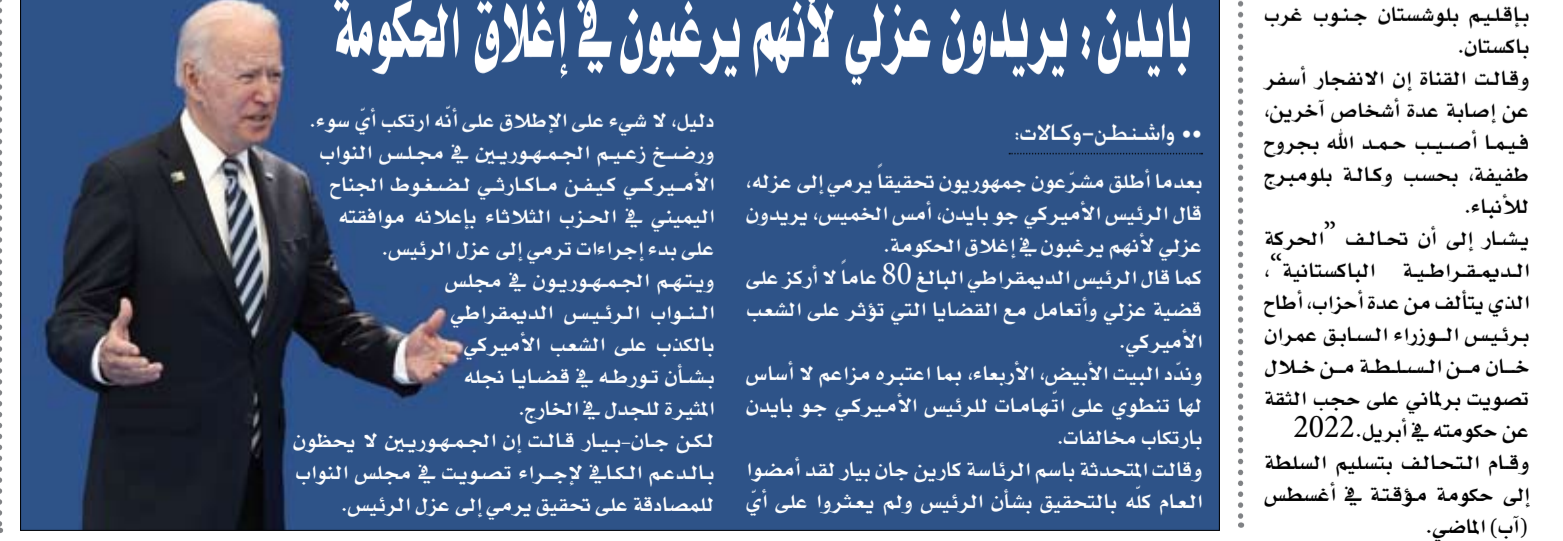 بايدن: يريدون عزلي لأنهم يرغبون في إغلاق الحكومة
•• واشنطن-وكالات:
بعدما أطلق مشرّعون جمهوريون تحقيقاً يرمي إلى عزله،
قال الرئيس الأميركي جو بايدن، أمس الخميس، يريدون
عزلي لأنهم يرغبون في إغلاق الحكومة.
كما قال الرئيس الديمقراطي البالغ 80 عاماً لا أركز على
قضية عزلي وأتعامل مع القضايا التي تؤثر على الشعب
الأميركي.
وندّد البيت الأبيض، الأربعاء، بما اعتبره مزاعم لا أساس
لها تنطوي على اتّهامات للرئيس الأميركي جو بايدن
بارتكاب مخالفات.
وقالت المتحدثة باسم الرئاسة كارين جان بيار لقد أمضوا
العام كلّه بالتحقيق بشأن الرئيس ولم يعثروا على أيّ
دليل، لا شيء على الإطلاق على أنّه ارتكب أيّ سوء.
ورضخ زعيم الجمهوريين في مجلس النواب
الأميركي كيفن ماكارثي لضغوط الجناح
اليميني في الحزب الثلاثاء بإعلانه موافقته
على بدء إجراءات ترمي إلى عزل الرئيس.
ويتهم الجمهوريون في مجلس
النواب الرئيس الديمقراطي
بالكذب على الشعب الأميركي
بشأن تورطه في قضايا نجله
المثيرة للجدل في الخارج.
لكن جان-بيار قالت إن الجمهوريين لا يحظون
بالدعم الكافي لإجراء تصويت في مجلس النواب
للمصادقة على تحقيق يرمي إلى عزل الرئيس.
بإقليم بلوشستان جنوب غرب
باكستان.
وقالت القناة إن الانفجار أسفر
عن إصابة عدة أشخاص آخرين،
فيما أصيب حمد الله بجروح
طفيفة، بحسب وكالة بلومبرج
للأنباء.
يشار إلى أن تحالف "الحركة
الديمقراطية الباكستانية"،
الذي يتألف من عدة أحزاب، أطاح
برئيس الوزراء السابق عمران
خان من السلطة من خلال
تصويت برلماني على حجب الثقة
عن حكومته في أبريل.2022
وقام التحالف بتسليم السلطة
إلى حكومة مؤقتة في أغسطس
(آب) الماضي.